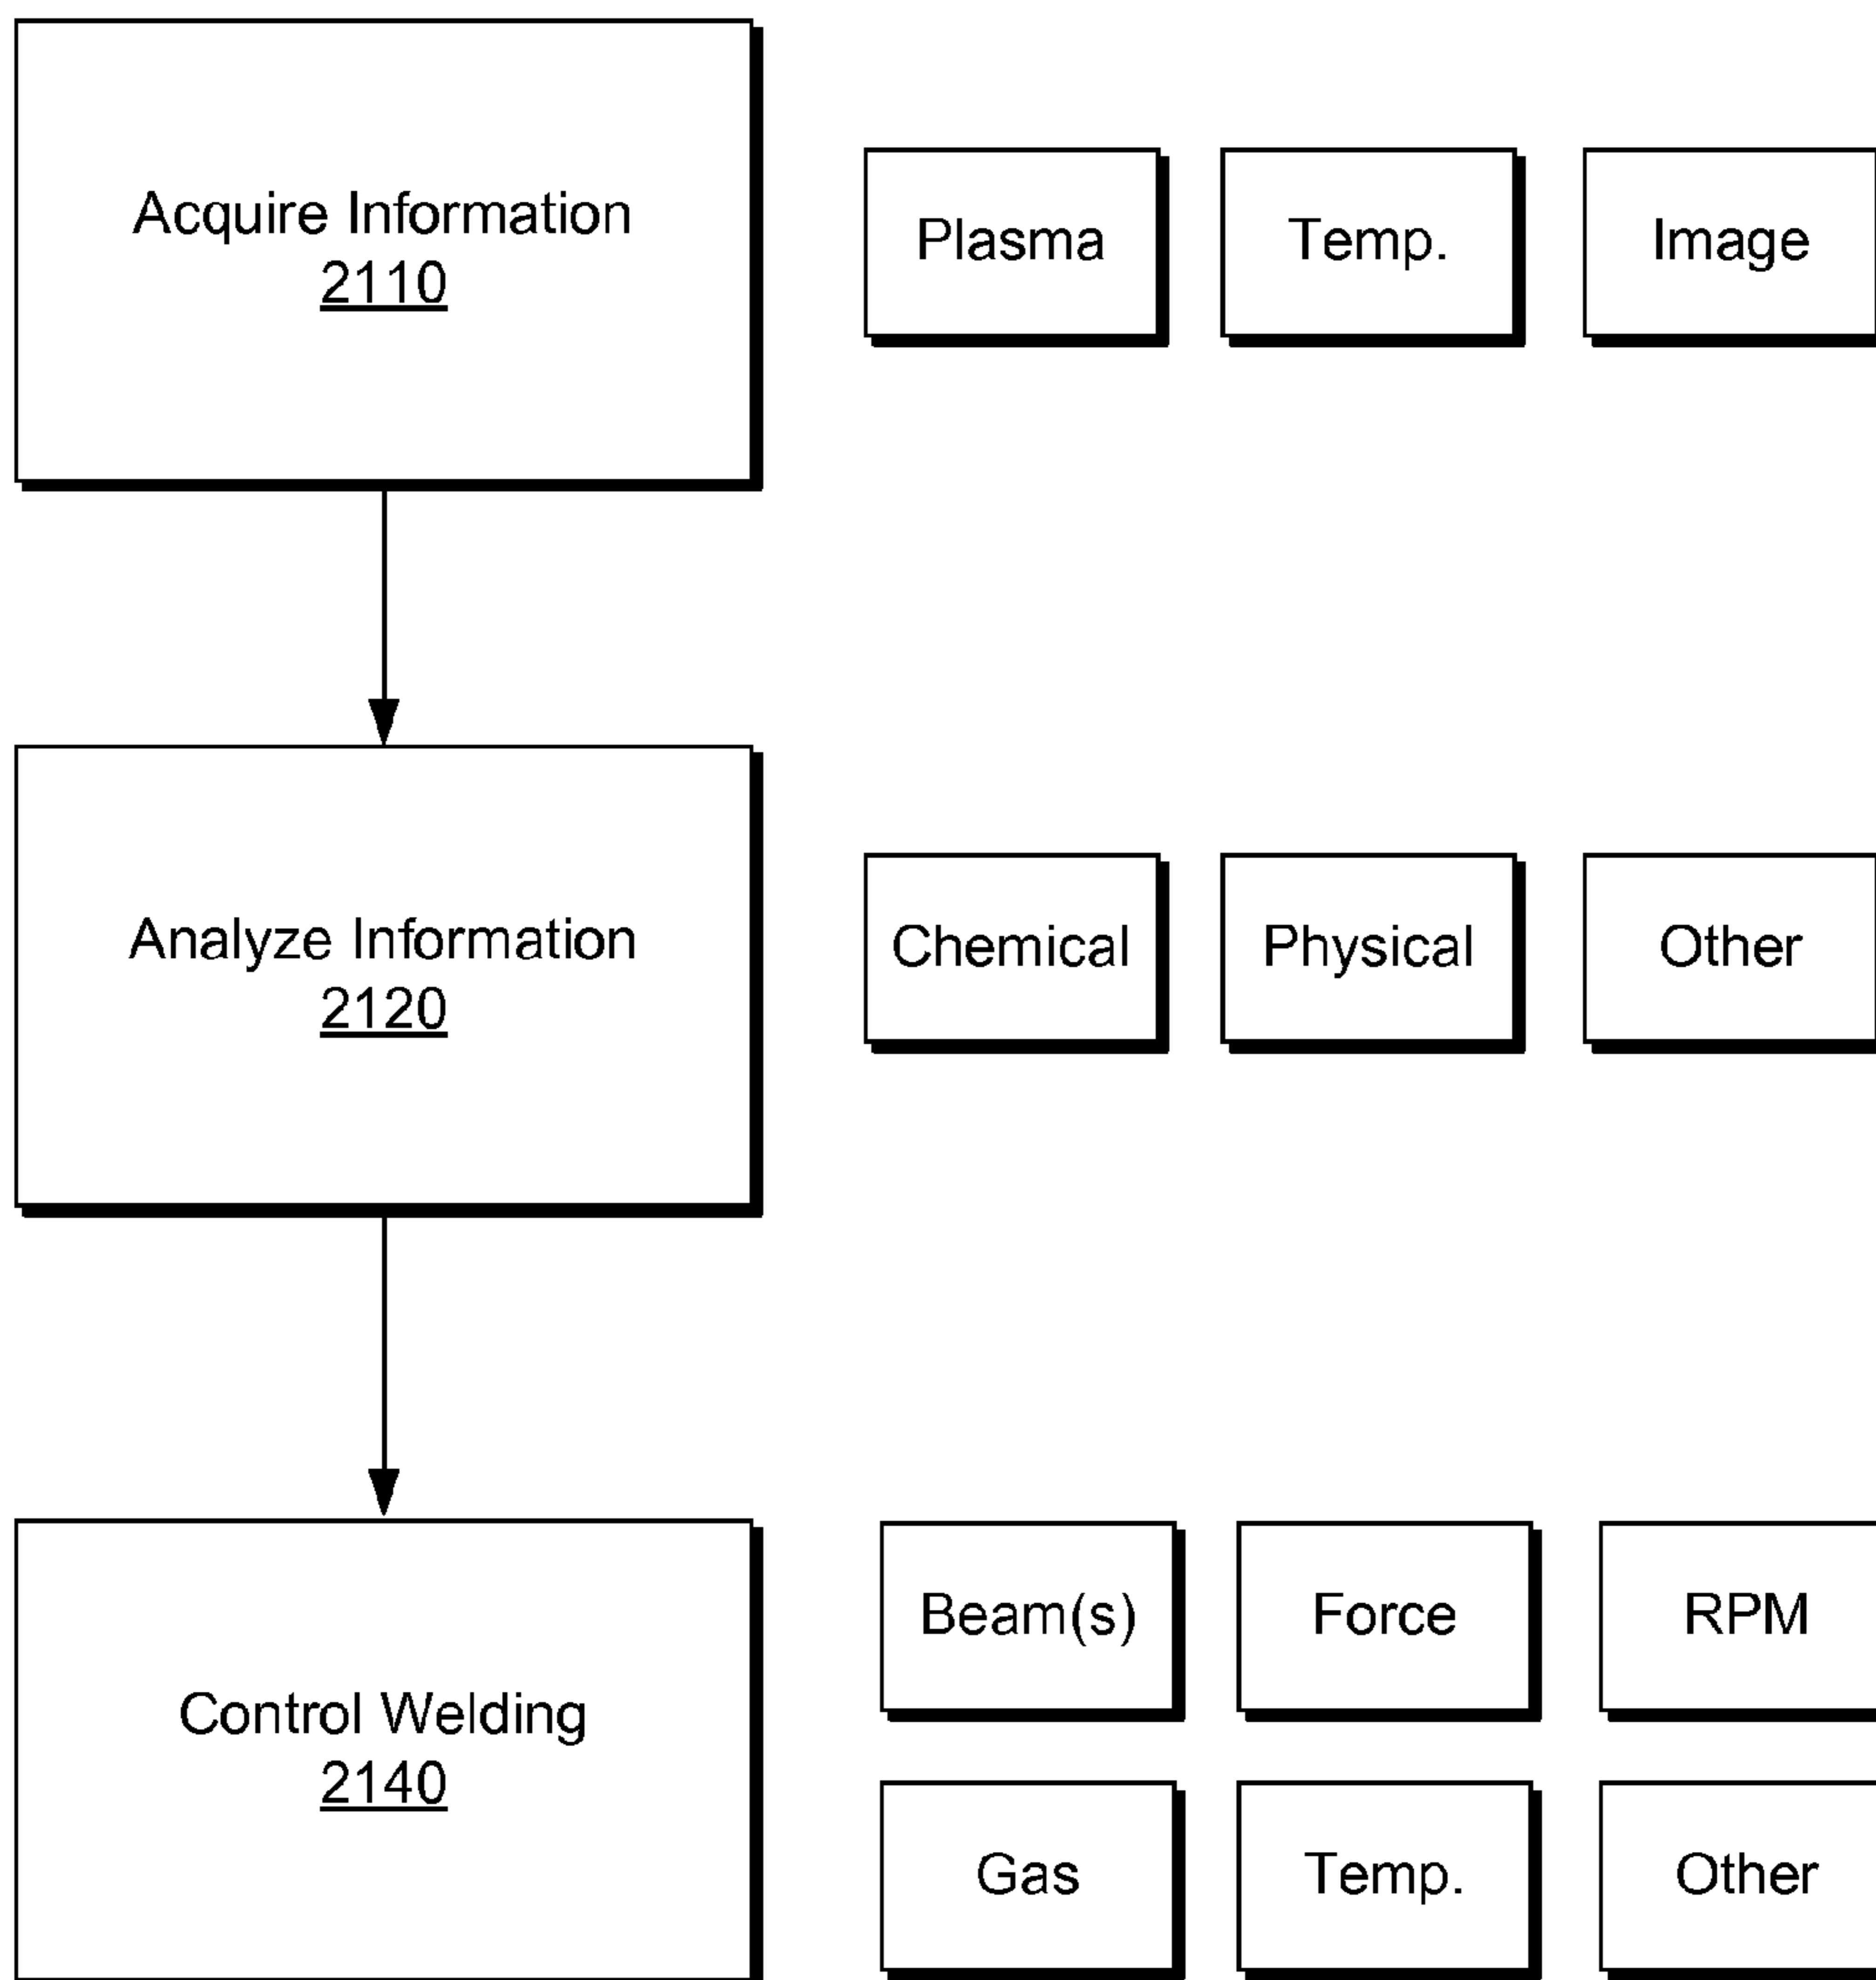 Acquire Information
2110
Plasma
Temp.
Image
Analyze Information
2120
Chemical
Physical
Other
Control Welding
2140
Beam(s)
Force
RPM
Gas
Temp.
Other